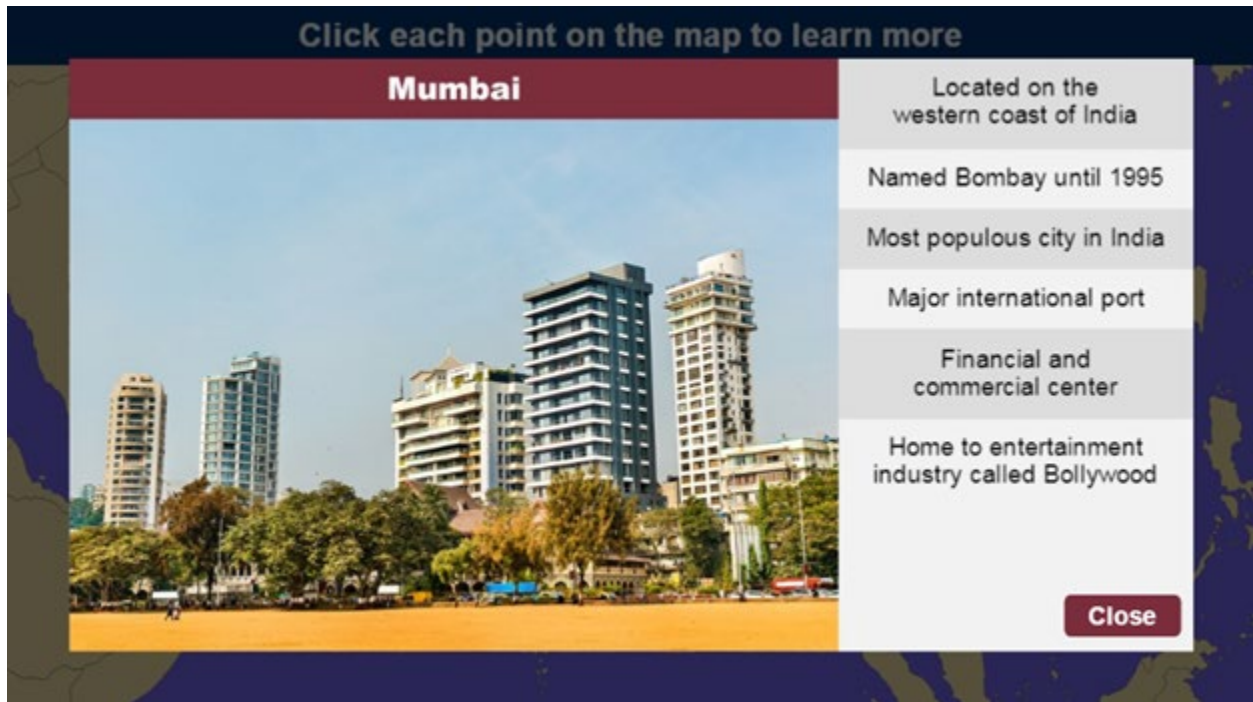 Click each point on the map to learn more
Mumbai
Located on the
western coast of India
Named Bombay until 1995
Most populous city in India
Major international port
Financial and
commercial center
Home to entertainment
industry called Bollywood
Close